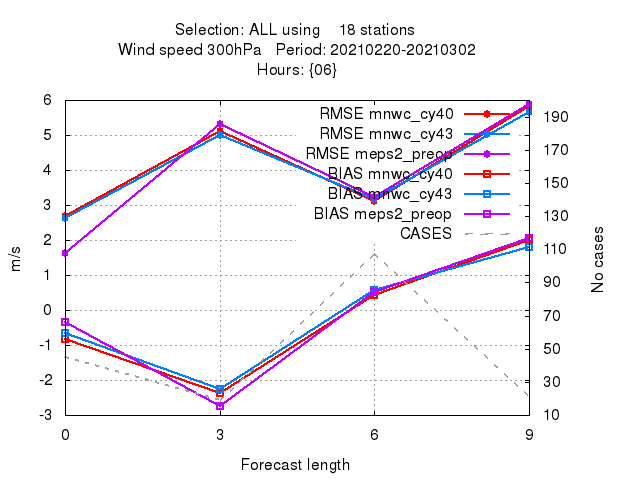 Selection: ALL using 18 stations
Wind speed 300hPa Period: 20210220-20210302
Hours: {06}
RMSE mnwc_cy40
RMSE mnwc_cy43
RMSE meps2_preop
BIAS mnwc_cy40
BIAS mnwc_cy43
BIAS meps2_preop
CASES
6
5
4
3
2
1
0
-1
-2
-3
m/s
190
170
150
130
110
90
70
50
30
10
No cases
0 3 6 9
Forecast length